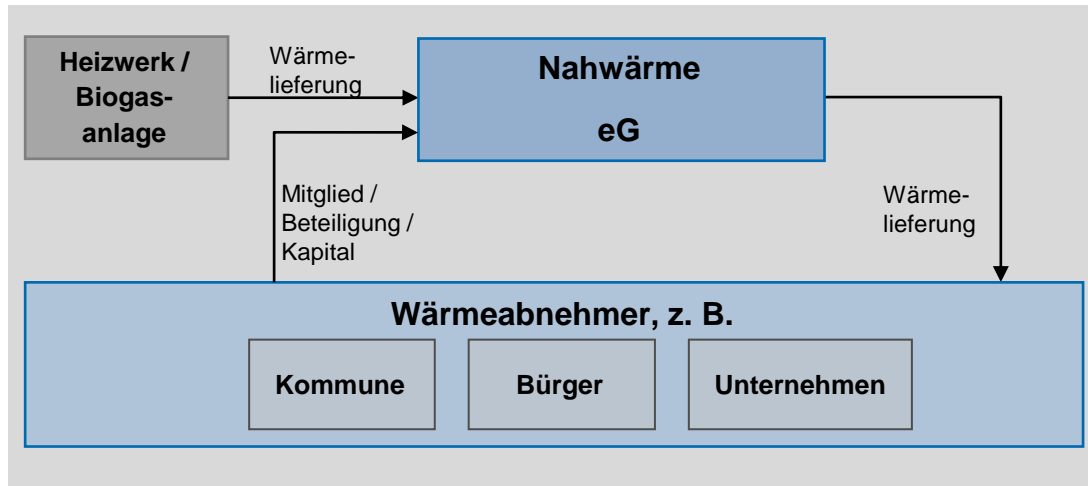 Heizwerk /
Biogas-
anlage
Wärme-
lieferung
Nahwärme
eG
Mitglied /
Beteiligung /
Kapital
Wärme-
lieferung
Wärmeabnehmer, z. B.
Kommune
Bürger
Unternehmen